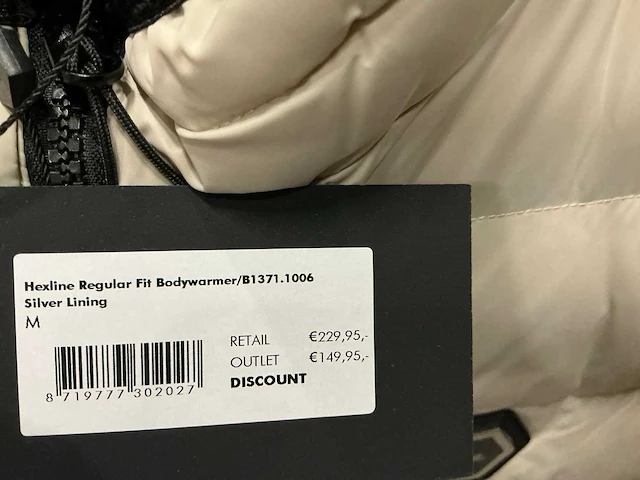 Hexline Regular Fit Bodywarmer/B1371.1006
Silver Lining
M
RETAIL €229,95,-
OUTLET €149,95,-
DISCOUNT
8 719777 302027